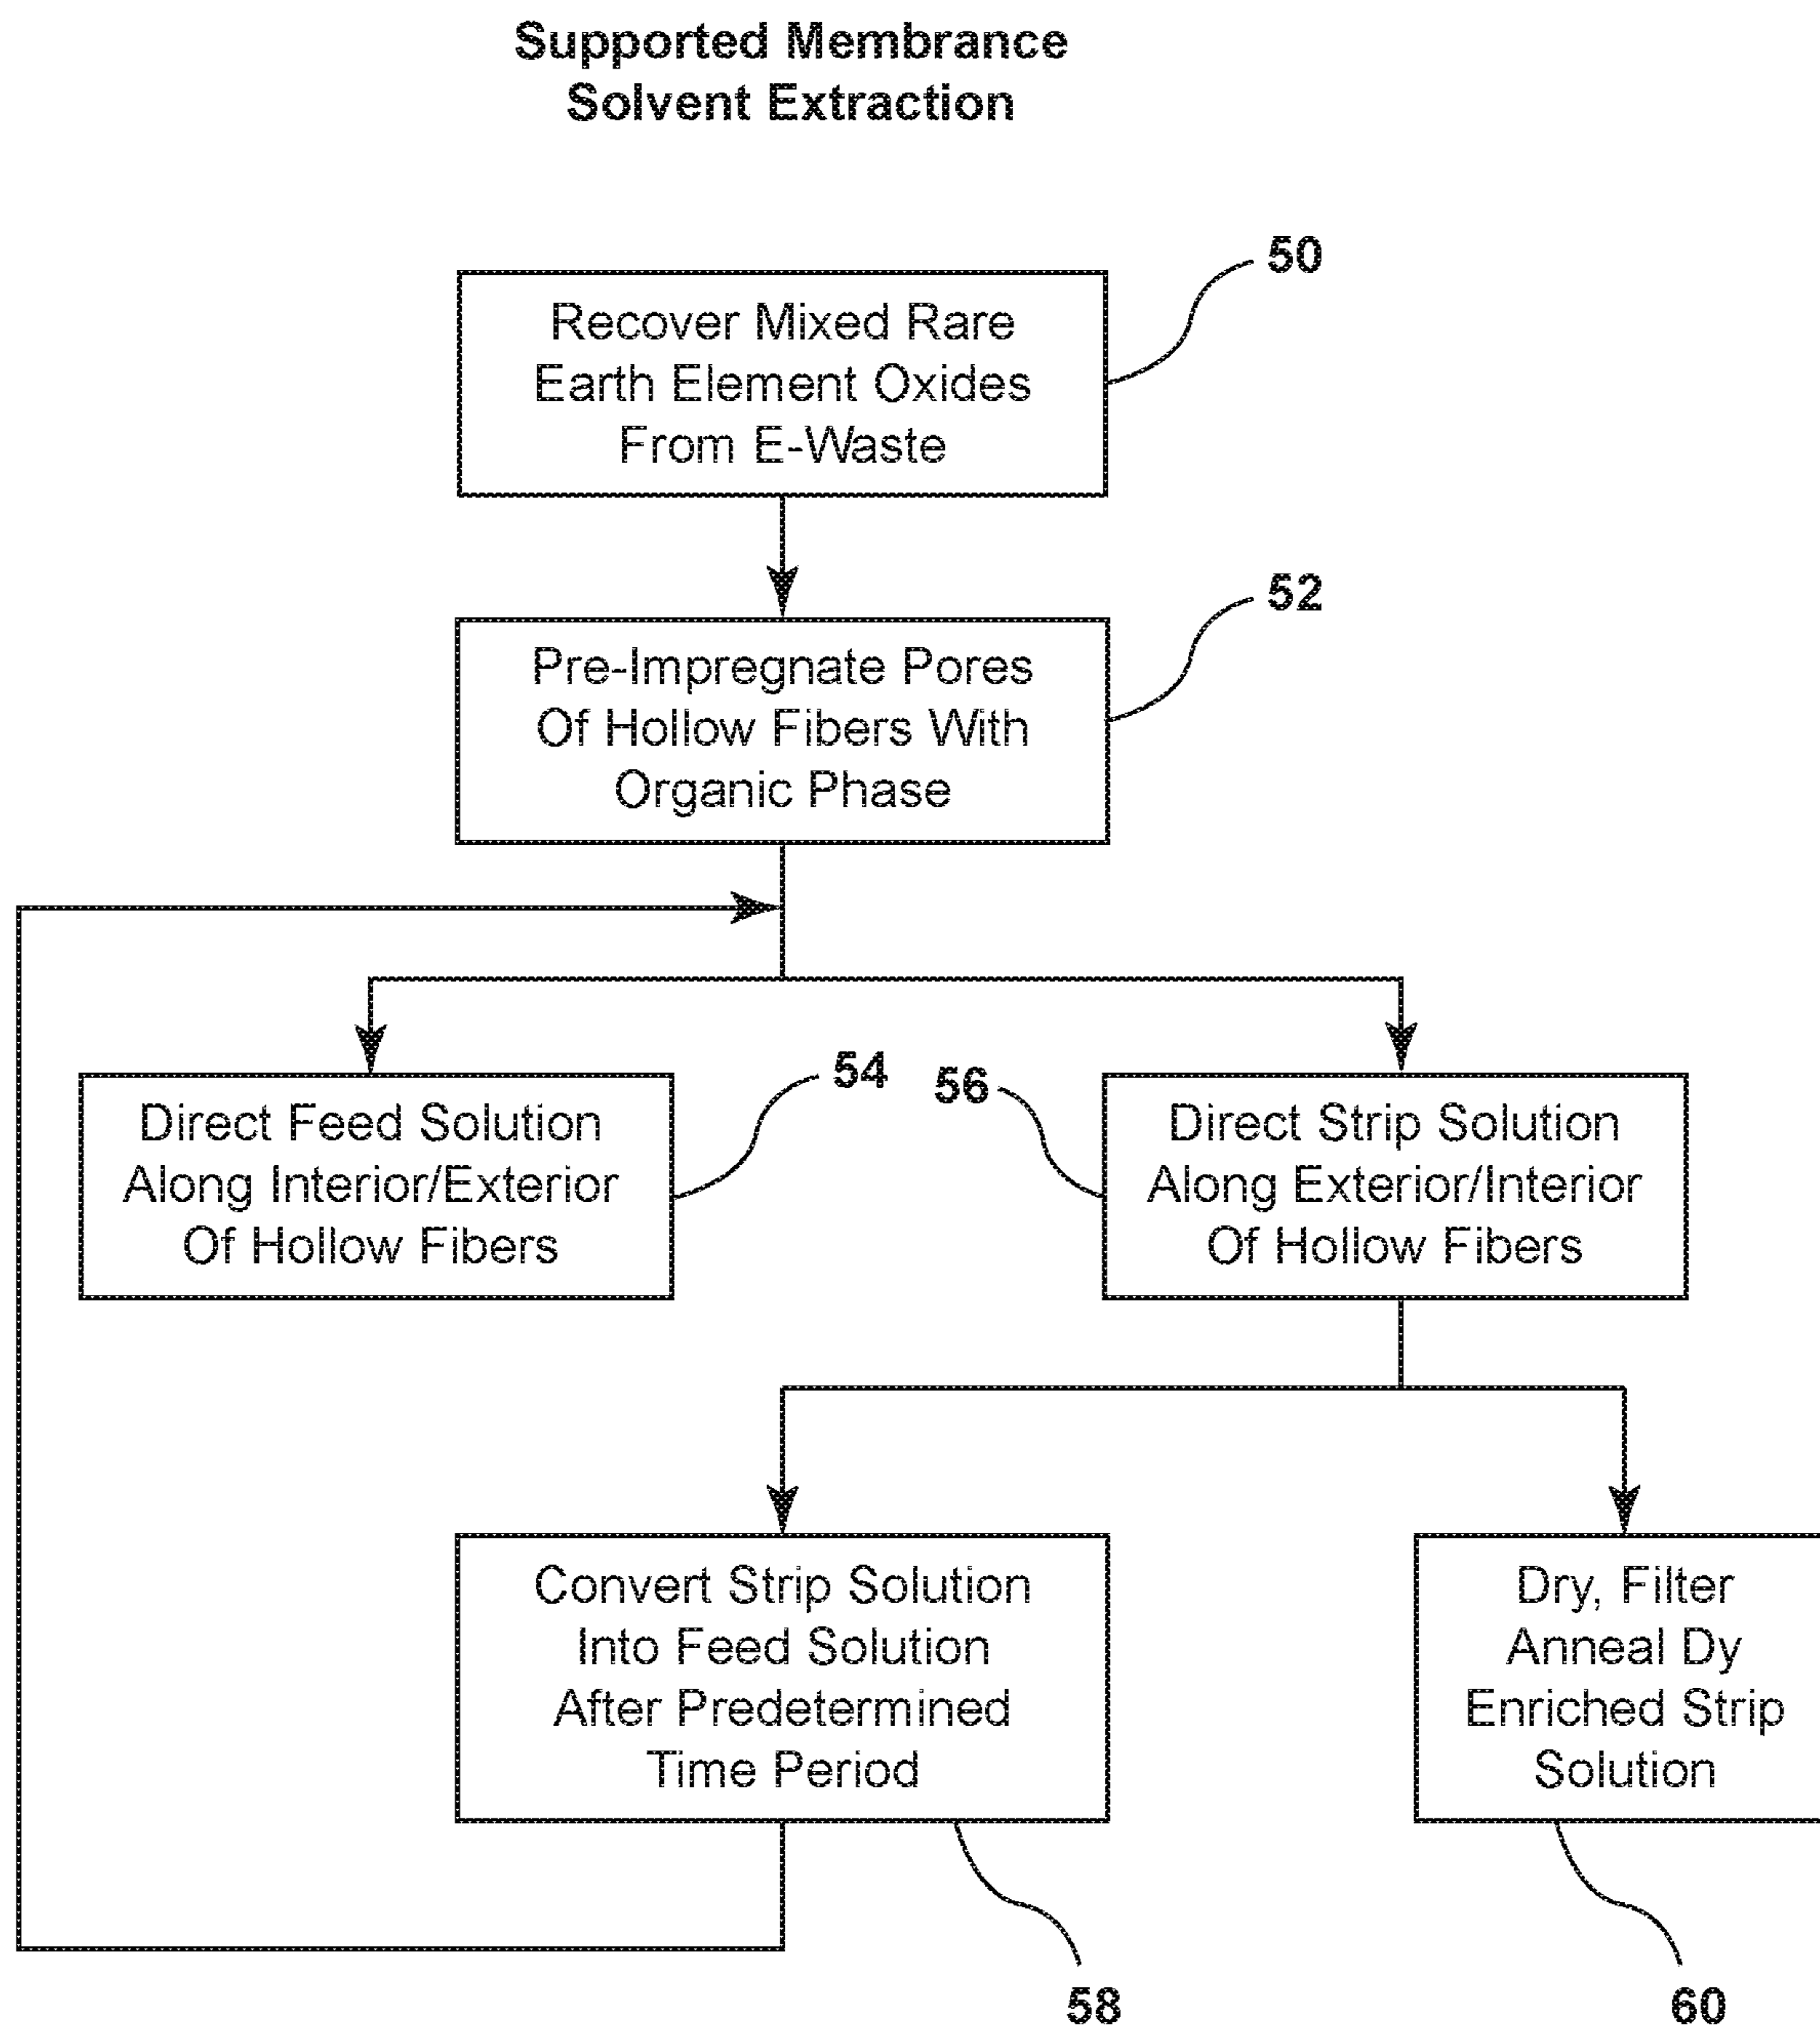 Supported Membrance
Solvent Extraction
50
Recover Mixed Rare
Earth Element Oxides
From E-Waste
52
Pre-Impregnate Pores
Of Hollow Fibers With
Organic Phase
54
56
Direct Feed Solution
Along Interior/Exterior
Of Hollow Fibers
Direct Strip Solution
Along Exterior/Interior
Of Hollow Fibers
Convert Strip Solution
Into Feed Solution
After Predetermined
Time Period
Dry, Filter
Anneal Dy
Enriched Strip
Solution
58
60